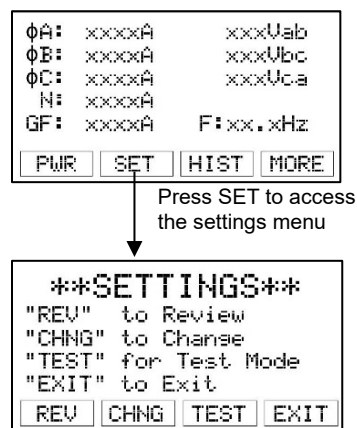 ϕA: xxxxA xxxVab
ϕB: xxxxA xxxVbc
ϕC: xxxxA xxxVca
N: xxxxA
GF: xxxxA F:xx.xHz
PWR SET HIST MORE
Press SET to access
the settings menu
**SETTINGS**
"REV" to Review
"CHNG" to Change
"TEST" for Test Mode
"EXIT" to Exit
REV CHNG TEST EXIT